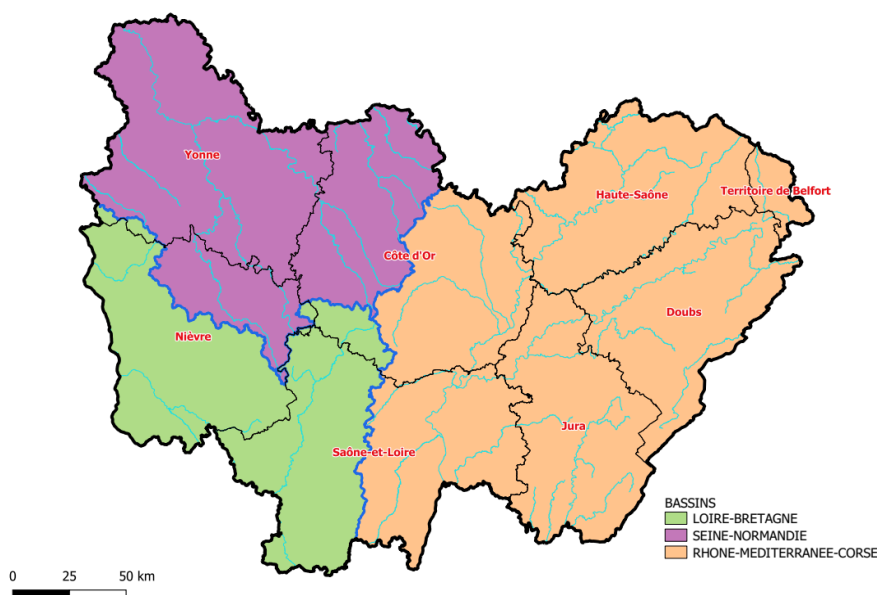 Yonne
Haute-Saône
Territoire de Belfort
Côte d'Or
Doubs
Nièvre
Jura
Saône-et-Loire
BASSINS
LOIRE-BRETAGNE
SEINE-NORMANDIE
RHONE-MEDITERRANEE-CORSE
0 25 50 km